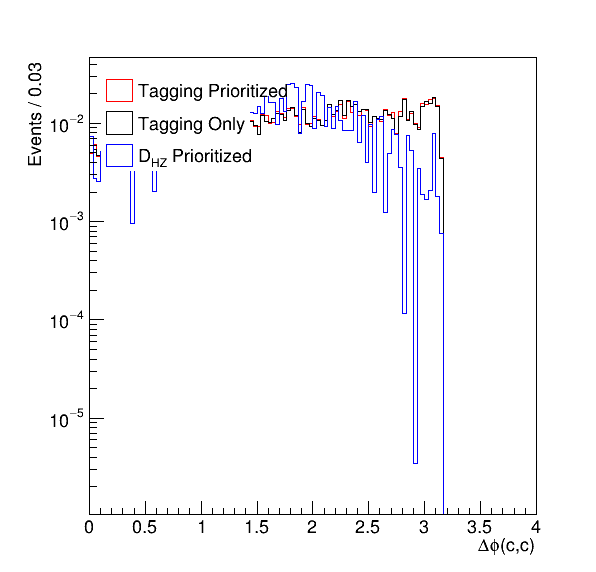 Events / 0.03
Tagging Prioritized
Tagging Only
D_HZ Prioritized
10⁻²
10⁻³
10⁻⁴
10⁻⁵
0 0.5 1 1.5 2 2.5 3 3.5 4
Δϕ(c,c)